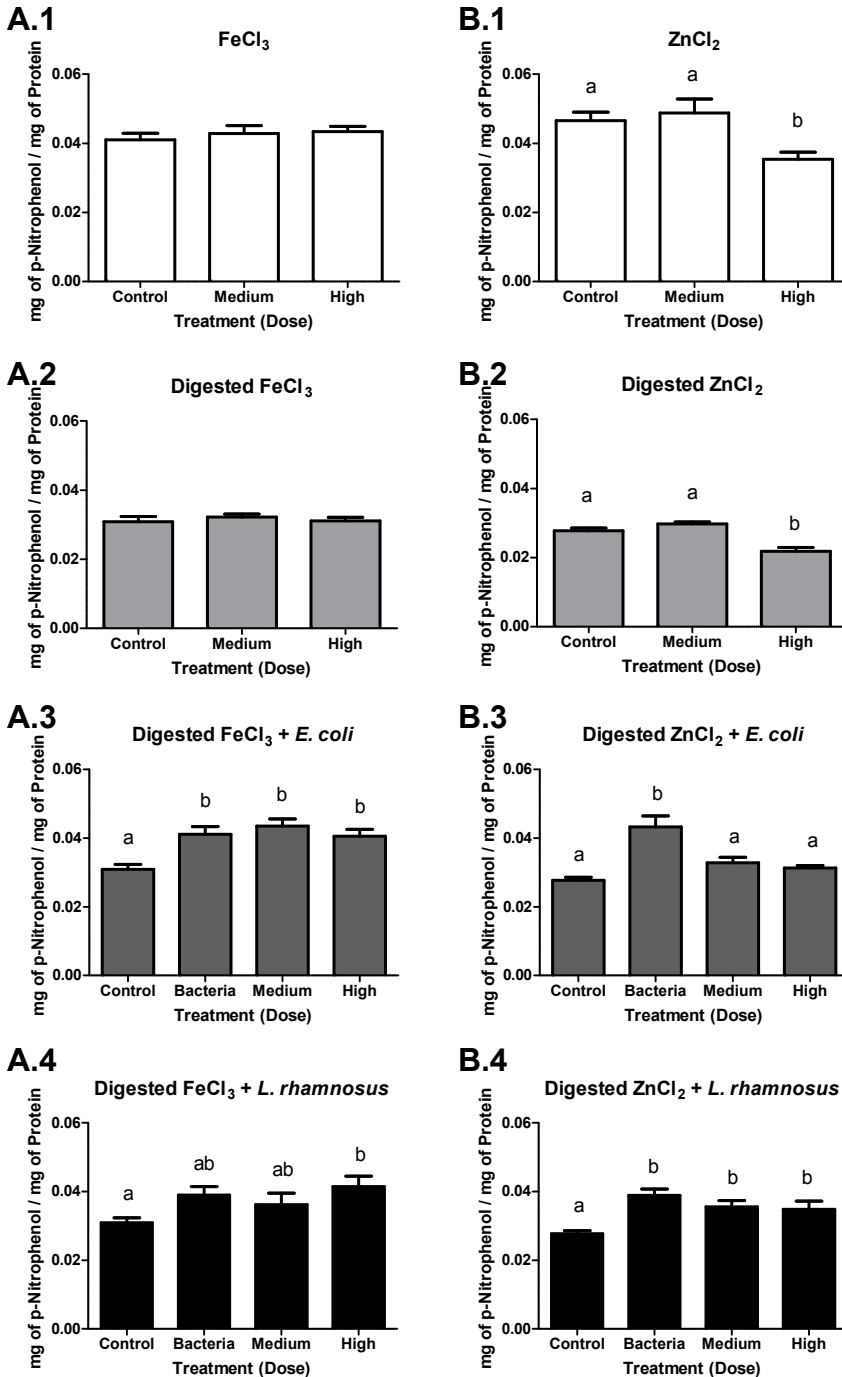 A.1
FeCl₃
mg of p-Nitrophenol / mg of Protein
0.06
0.04
0.02
0.00
Control Medium High
Treatment (Dose)
B.1
ZnCl₂
mg of p-Nitrophenol / mg of Protein
0.06
0.04
0.02
0.00
a a b
Control Medium High
Treatment (Dose)
A.2
Digested FeCl₃
mg of p-Nitrophenol / mg of Protein
0.06
0.04
0.02
0.00
Control Medium High
Treatment (Dose)
B.2
Digested ZnCl₂
mg of p-Nitrophenol / mg of Protein
0.06
0.04
0.02
0.00
a a b
Control Medium High
Treatment (Dose)
A.3
Digested FeCl₃ + E. coli
mg of p-Nitrophenol / mg of Protein
0.06
0.04
0.02
0.00
a b b b
Control Bacteria Medium High
Treatment (Dose)
B.3
Digested ZnCl₂ + E. coli
mg of p-Nitrophenol / mg of Protein
0.06
0.04
0.02
0.00
a b a a
Control Bacteria Medium High
Treatment (Dose)
A.4
Digested FeCl₃ + L. rhamnosus
mg of p-Nitrophenol / mg of Protein
0.06
0.04
0.02
0.00
a ab ab b
Control Bacteria Medium High
Treatment (Dose)
B.4
Digested ZnCl₂ + L. rhamnosus
mg of p-Nitrophenol / mg of Protein
0.06
0.04
0.02
0.00
a b b b
Control Bacteria Medium High
Treatment (Dose)